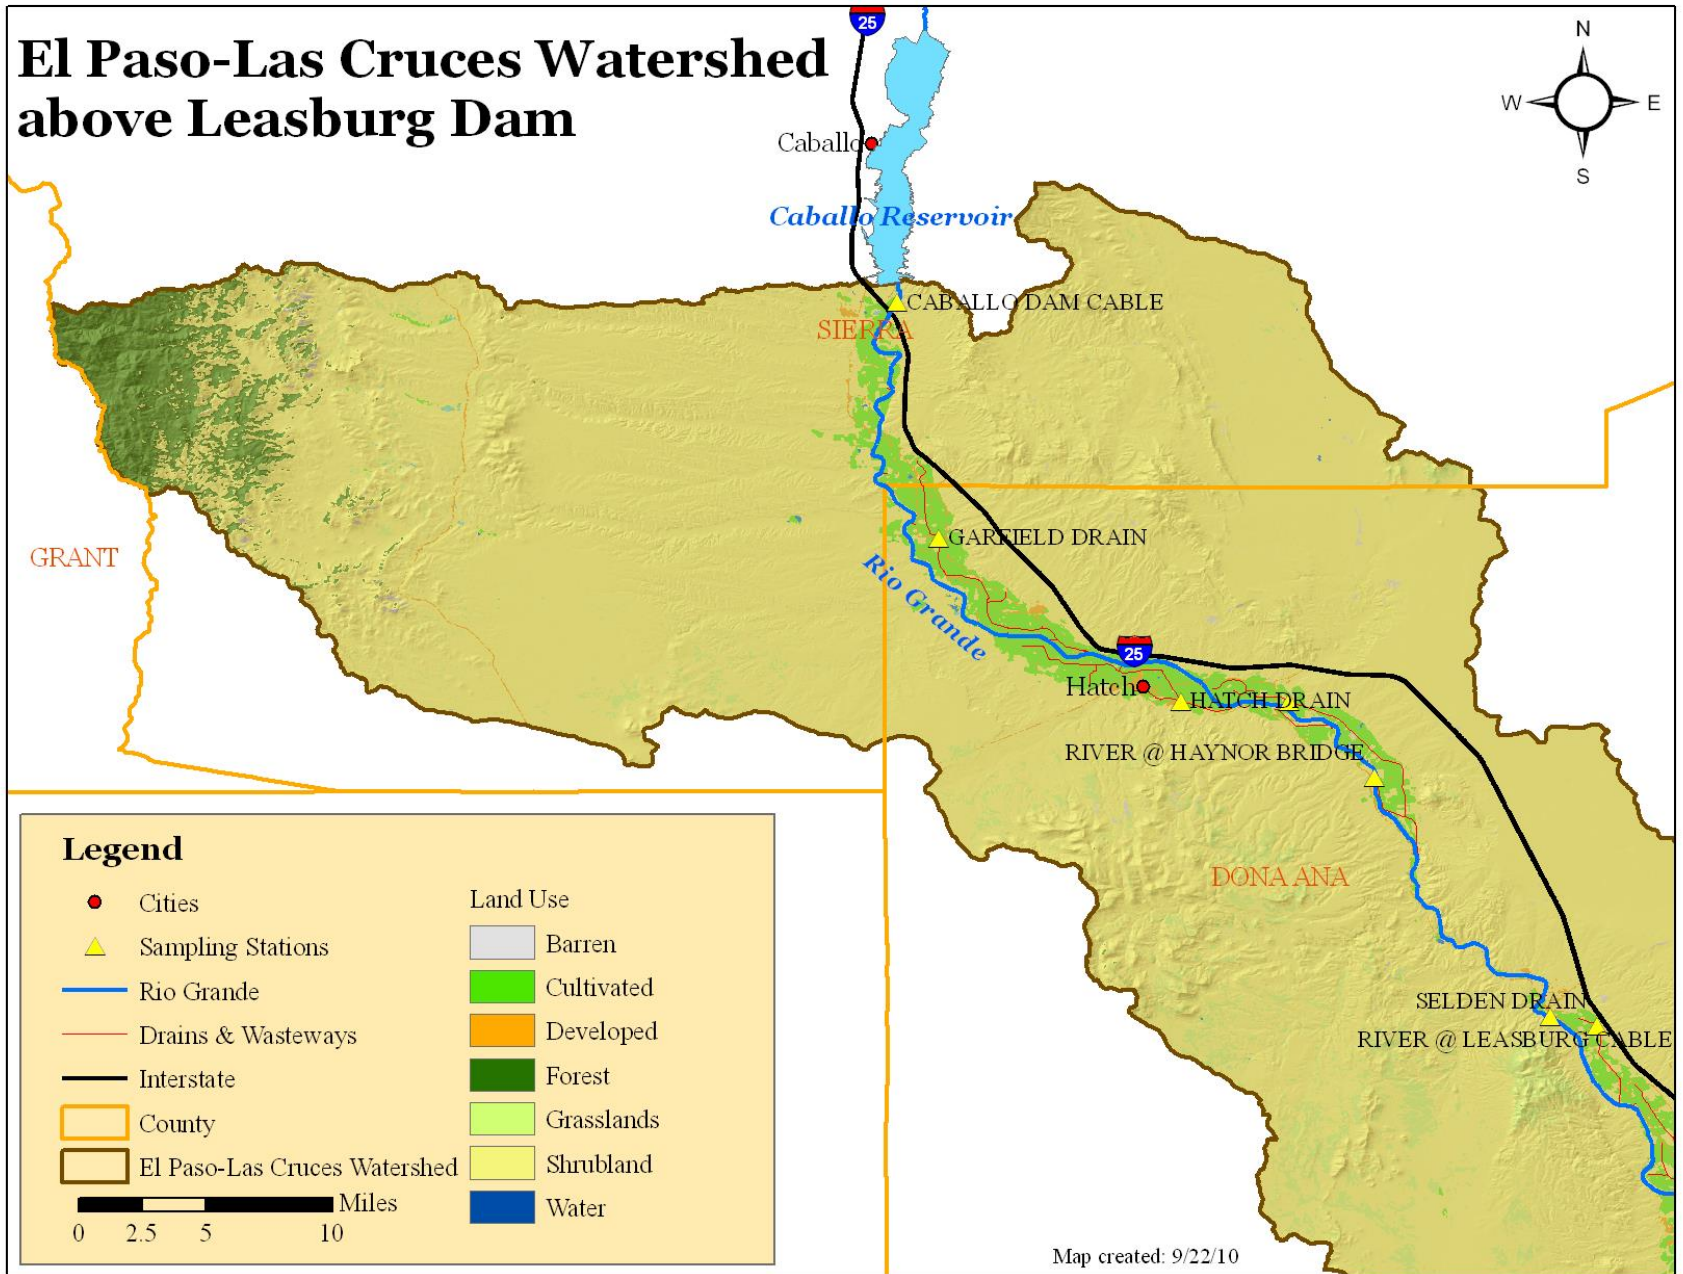 El Paso-Las Cruces Watershed
above Leasburg Dam
25
N
W
E
S
Caballo
Caballo Reservoir
CABALLO DAM CABLE
SIERRA
GARFIELD DRAIN
GRANT
Rio Grande
25
Hatch
HATCH DRAIN
RIVER @ HAYNOR BRIDGE
DONA ANA
SELDEN DRAIN
RIVER @ LEASBURG CABLE
Legend
Cities
Sampling Stations
Rio Grande
Drains & Wasteways
Interstate
County
El Paso-Las Cruces Watershed
Miles
0 2.5 5 10
Land Use
Barren
Cultivated
Developed
Forest
Grasslands
Shrubland
Water
Map created: 9/22/10